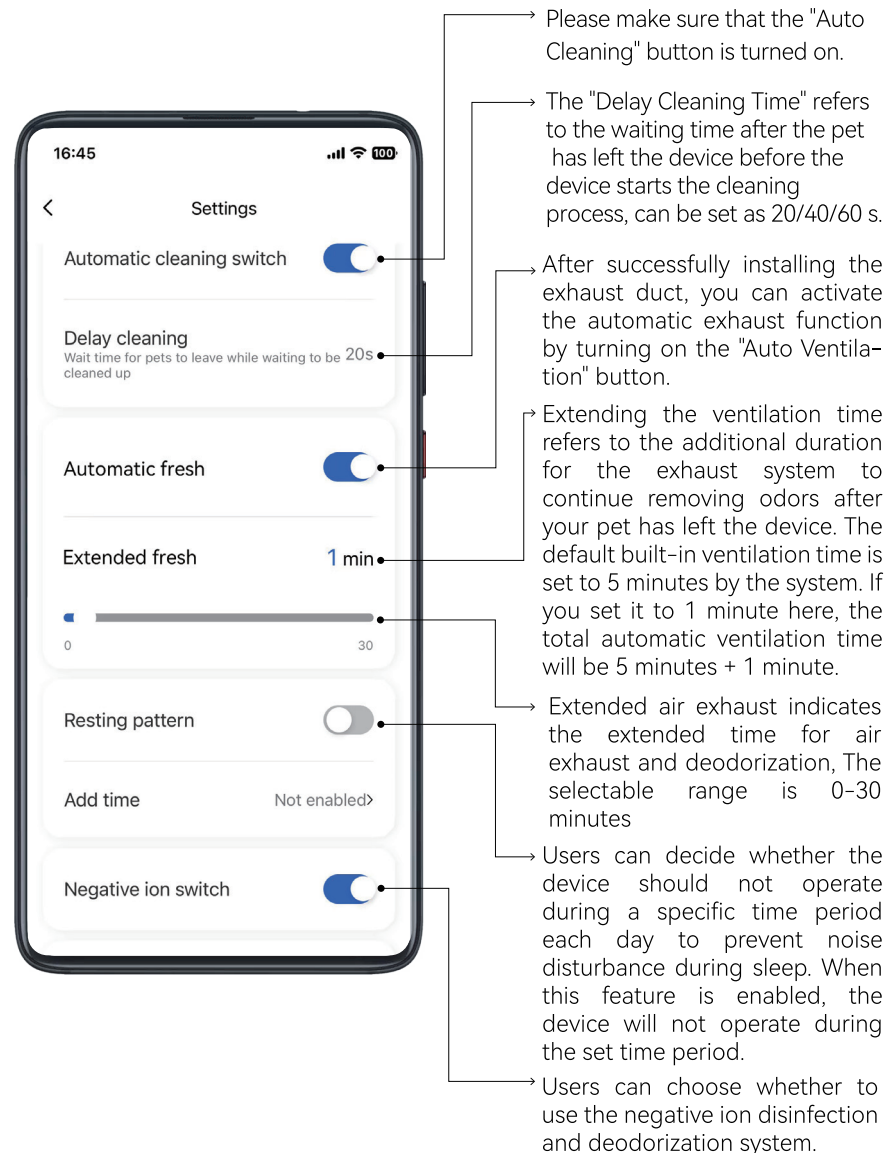 16:45
100
Settings
Automatic cleaning switch
Delay cleaning
Wait time for pets to leave while waiting to be
cleaned up
20s
Automatic fresh
Extended fresh
1 min
0
30
Resting pattern
Add time
Not enabled>
Negative ion switch
Please make sure that the "Auto
Cleaning" button is turned on.
The "Delay Cleaning Time" refers
to the waiting time after the pet
has left the device before the
device starts the cleaning
process, can be set as 20/40/60 s.
After successfully installing the
exhaust duct, you can activate
the automatic exhaust function
by turning on the "Auto Ventila-
tion" button.
Extending the ventilation time
refers to the additional duration
for the exhaust system to
continue removing odors after
your pet has left the device. The
default built-in ventilation time is
set to 5 minutes by the system. If
you set it to 1 minute here, the
total automatic ventilation time
will be 5 minutes + 1 minute.
Extended air exhaust indicates
the extended time for air
exhaust and deodorization, The
selectable range is 0-30
minutes
Users can decide whether the
device should not operate
during a specific time period
each day to prevent noise
disturbance during sleep. When
this feature is enabled, the
device will not operate during
the set time period.
Users can choose whether to
use the negative ion disinfection
and deodorization system.